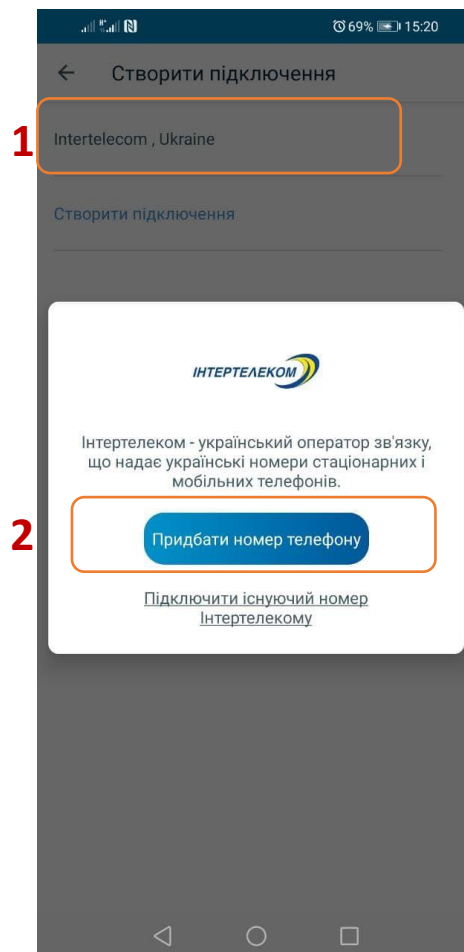 69% 15:20
Створити підключення
1
Intertelecom , Ukraine
Створити підключення
ІНТЕРТЕЛЕКОМ
Інтертелеком - український оператор зв'язку,
що надає українські номери стаціонарних і
мобільних телефонів.
2
Придбати номер телефону
Підключити існуючий номер
Інтертелекому